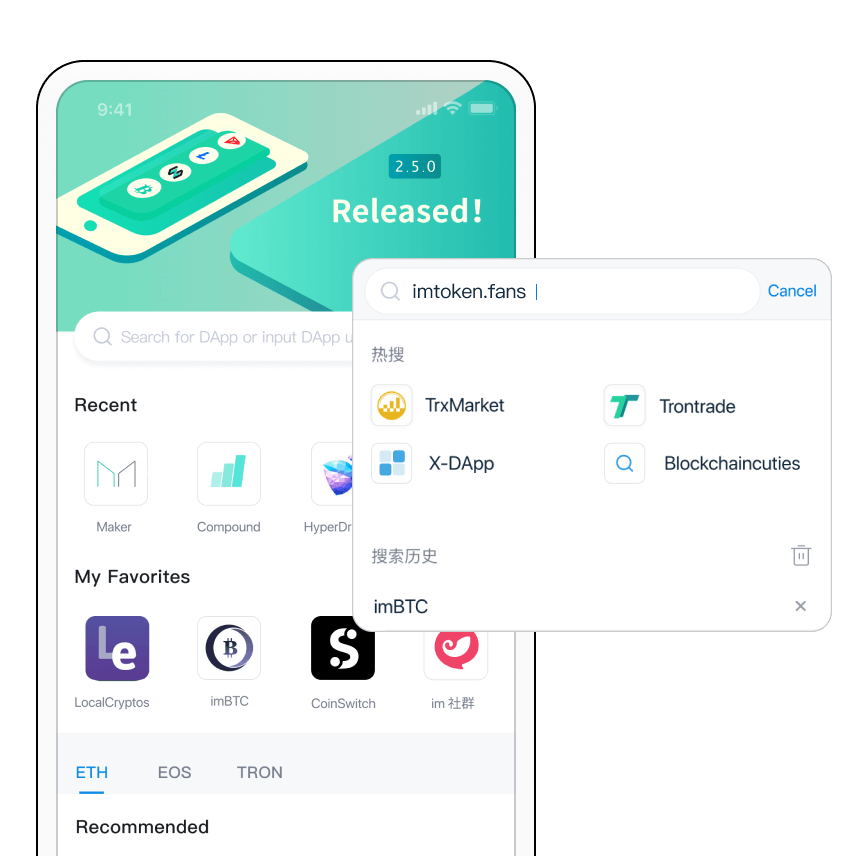 9:41
2.5.0
Released!
Search for DApp or input DApp u
imtoken.fans
Cancel
热搜
TrxMarket
Trontrade
X-DApp
Blockchaincuties
搜索历史
imBTC
Recent
Maker
Compound
HyperDr
My Favorites
Le
B
S
LocalCryptos
imBTC
CoinSwitch
im 社群
ETH
EOS
TRON
Recommended